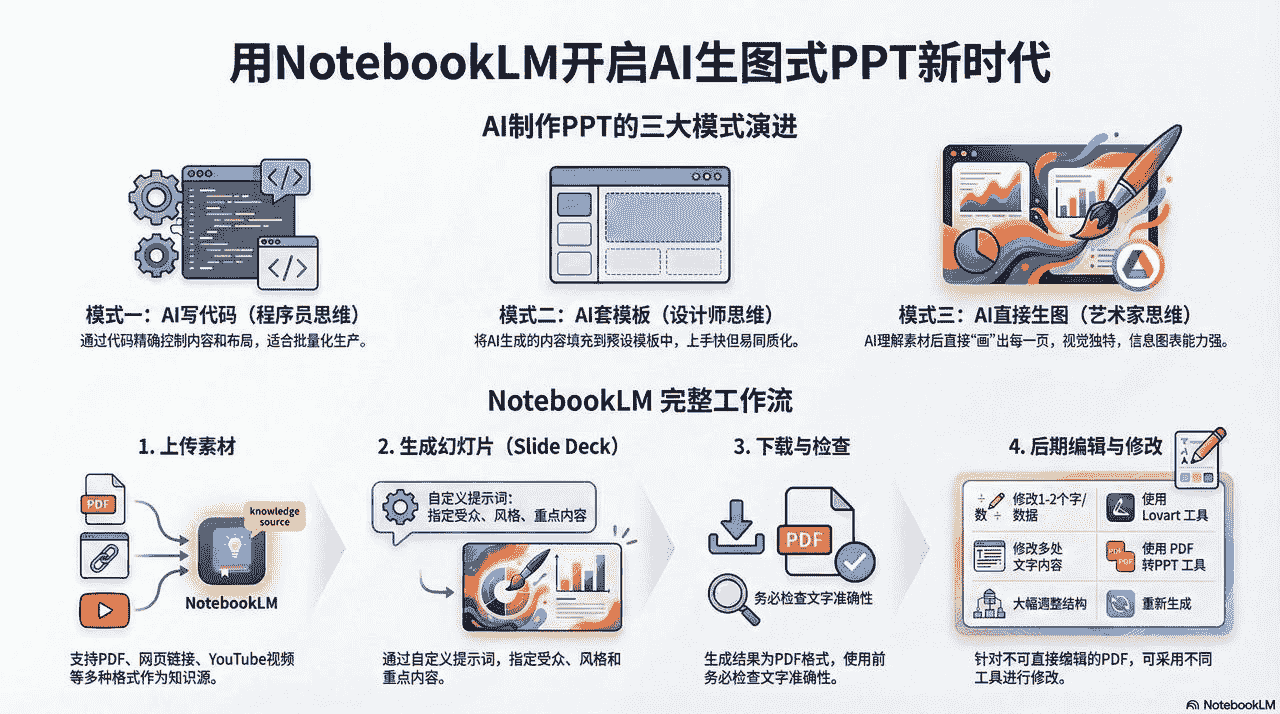 用NotebookLM开启AI生图式PPT新时代
AI制作PPT的三大模式演进
</>
</>
模式一：AI写代码（程序员思维）
通过代码精确控制内容和布局，适合批量化生产。
模式二：AI套模板（设计师思维）
将AI生成的内容填充到预设模板中，上手快但易同质化。
模式三：AI直接生图（艺术家思维）
AI理解素材后直接“画”出每一页，视觉独特，信息图表能力强。
NotebookLM 完整工作流
1. 上传素材
PDF
knowledge
source
NotebookLM
支持PDF、网页链接、YouTube视频
等多种格式作为知识源。
2. 生成幻灯片（Slide Deck）
自定义提示词：
指定受众、风格、重点内容
通过自定义提示词，指定受众、风格和
重点内容。
3. 下载与检查
PDF
务必检查文字准确性
生成结果为PDF格式，使用前
务必检查文字准确性。
4. 后期编辑与修改
数
修改1-2个字/
数据
使用
Lovart 工具
修改多处
文字内容
PDF
PDF
使用 PDF
转PPT 工具
大幅调整结构
重新生成
针对不可直接编辑的PDF，可采用不同
工具进行修改。
NotebookLM